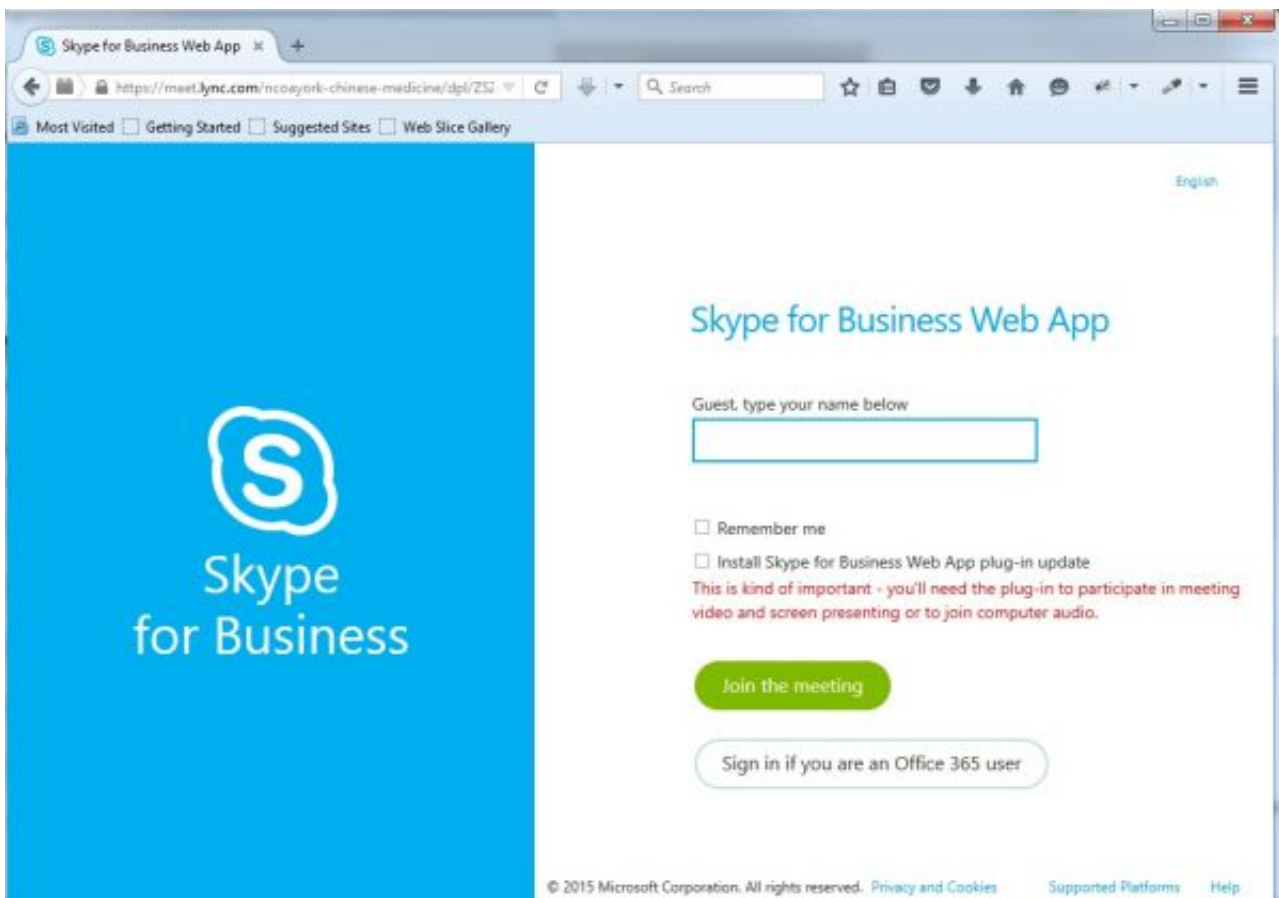 Skype for Business Web App
https://meet.lync.com/ncoayork-chinese-medicine/dpl/ZSZ
Search
Most Visited Getting Started Suggested Sites Web Slice Gallery
English
Skype for Business Web App
Guest, type your name below
Remember me
Install Skype for Business Web App plug-in update
This is kind of important - you'll need the plug-in to participate in meeting
video and screen presenting or to join computer audio.
Join the meeting
Sign in if you are an Office 365 user
S
Skype
for Business
© 2015 Microsoft Corporation. All rights reserved. Privacy and Cookies Supported Platforms Help